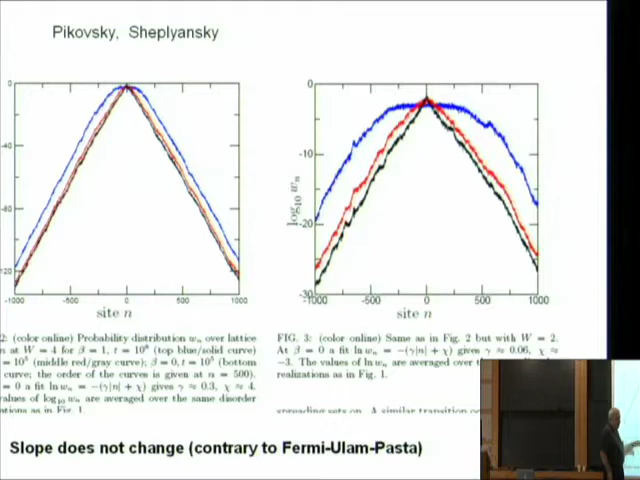 Pikovsky, Sheplyansky
0
-40
-80
-120
-1000
-500
0
500
1000
site n
0
-10
-20
-30
log10 wn
-1000
-500
0
500
1000
site n
2: (color online) Probability distribution wn over lattice
n at W = 4 for β = 1, t = 10⁸ (top blue/solid curve)
= 10⁵ (middle red/gray curve); β = 0, t = 10⁵ (bottom
curve; the order of the curves is given at n = 500).
= 0 a fit ln wn = −(γ|n| + χ) gives γ ≈ 0.3, χ ≈ 4.
values of log10 wn are averaged over the same disorder
ations as in Fig. 1.
FIG. 3: (color online) Same as in Fig. 2 but with W = 2.
At β = 0 a fit ln wn = −(γ|n| + χ) gives γ ≈ 0.06, χ ≈
−3. The values of ln wn are averaged over
realizations as in Fig. 1.
spreading sets on. A similar transition
Slope does not change (contrary to Fermi-Ulam-Pasta)